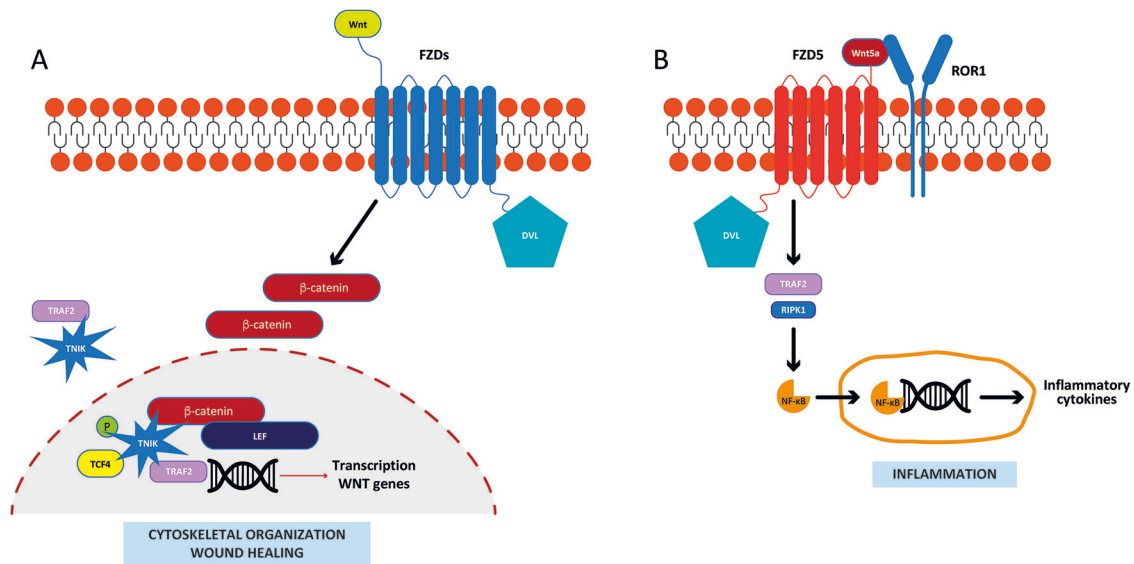 A
Wnt
FZDs
DVL
β-catenin
β-catenin
TRAF2
TNIK
β-catenin
LEF
P
TNIK
TCF4
TRAF2
Transcription
WNT genes
CYTOSKELETAL ORGANIZATION
WOUND HEALING
B
FZD5
Wnt5a
ROR1
DVL
TRAF2
RIPK1
NF-κB
NF-κB
Inflammatory
cytokines
INFLAMMATION